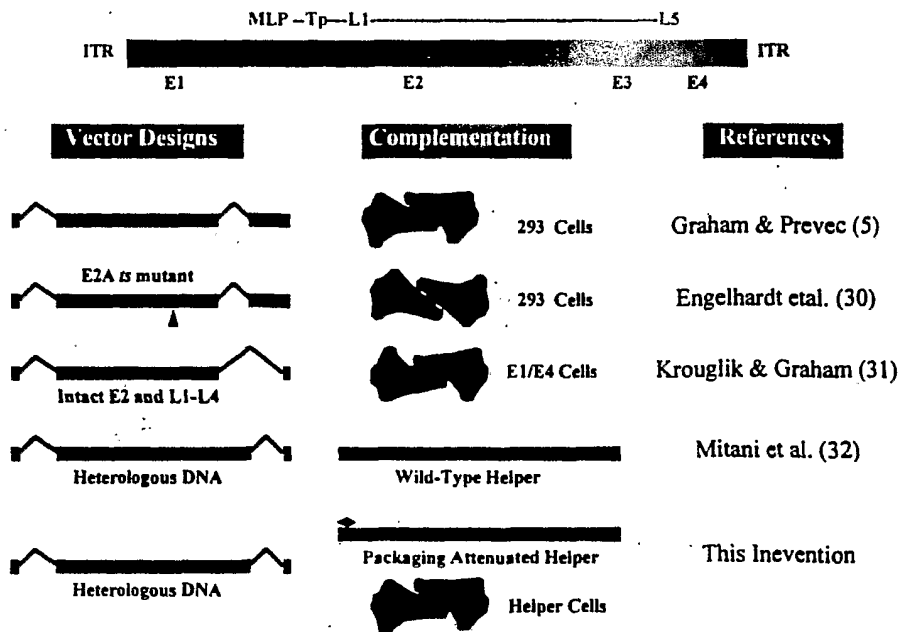 MLP –Tp—L1————L5
ITR ITR
E1 E2 E3 E4
Vector Designs Complementation References
293 Cells Graham & Prevec (5)
E2A ts mutant
293 Cells Engelhardt etal. (30)
E1/E4 Cells Krouglik & Graham (31)
Intact E2 and L1-L4
Mitani et al. (32)
Heterologous DNA Wild-Type Helper
Packaging Attenuated Helper This Inevention
Heterologous DNA
Helper Cells